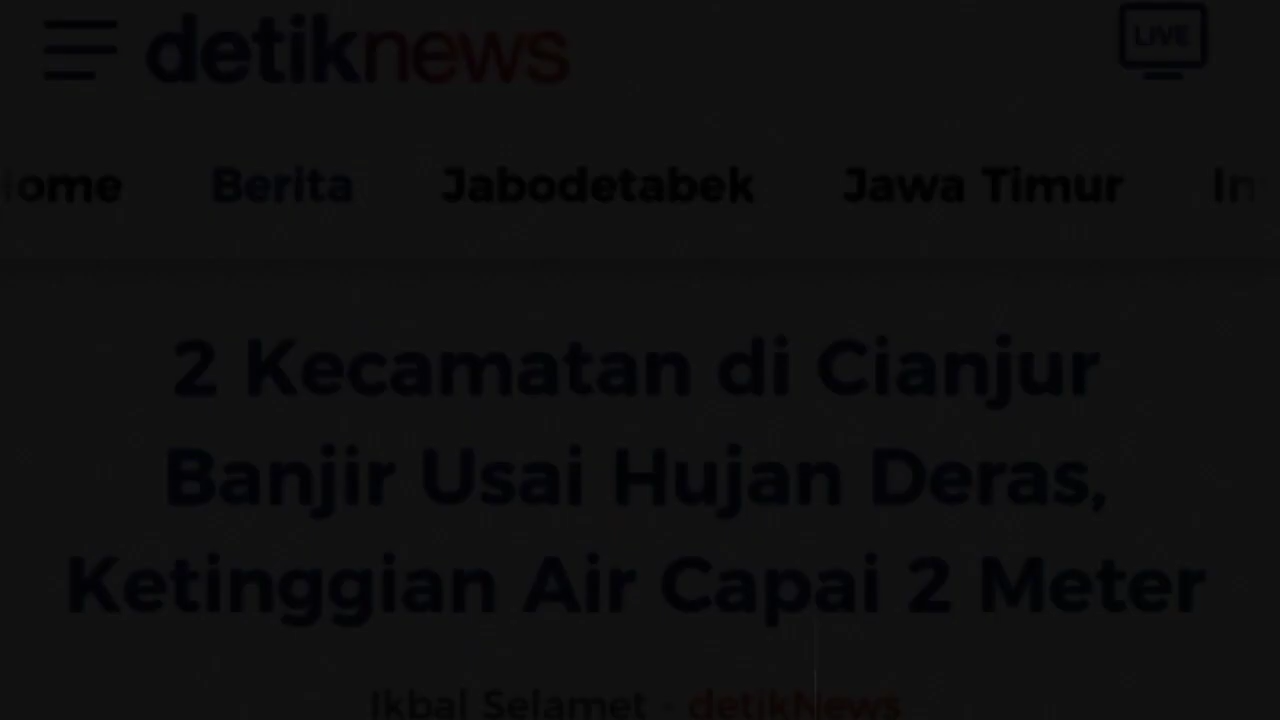 detiknews
LIVE
ome Berita Jabodetabek Jawa Timur In
2 Kecamatan di Cianjur
Banjir Usai Hujan Deras,
Ketinggian Air Capai 2 Meter
Ikbal Selamet - detikNews